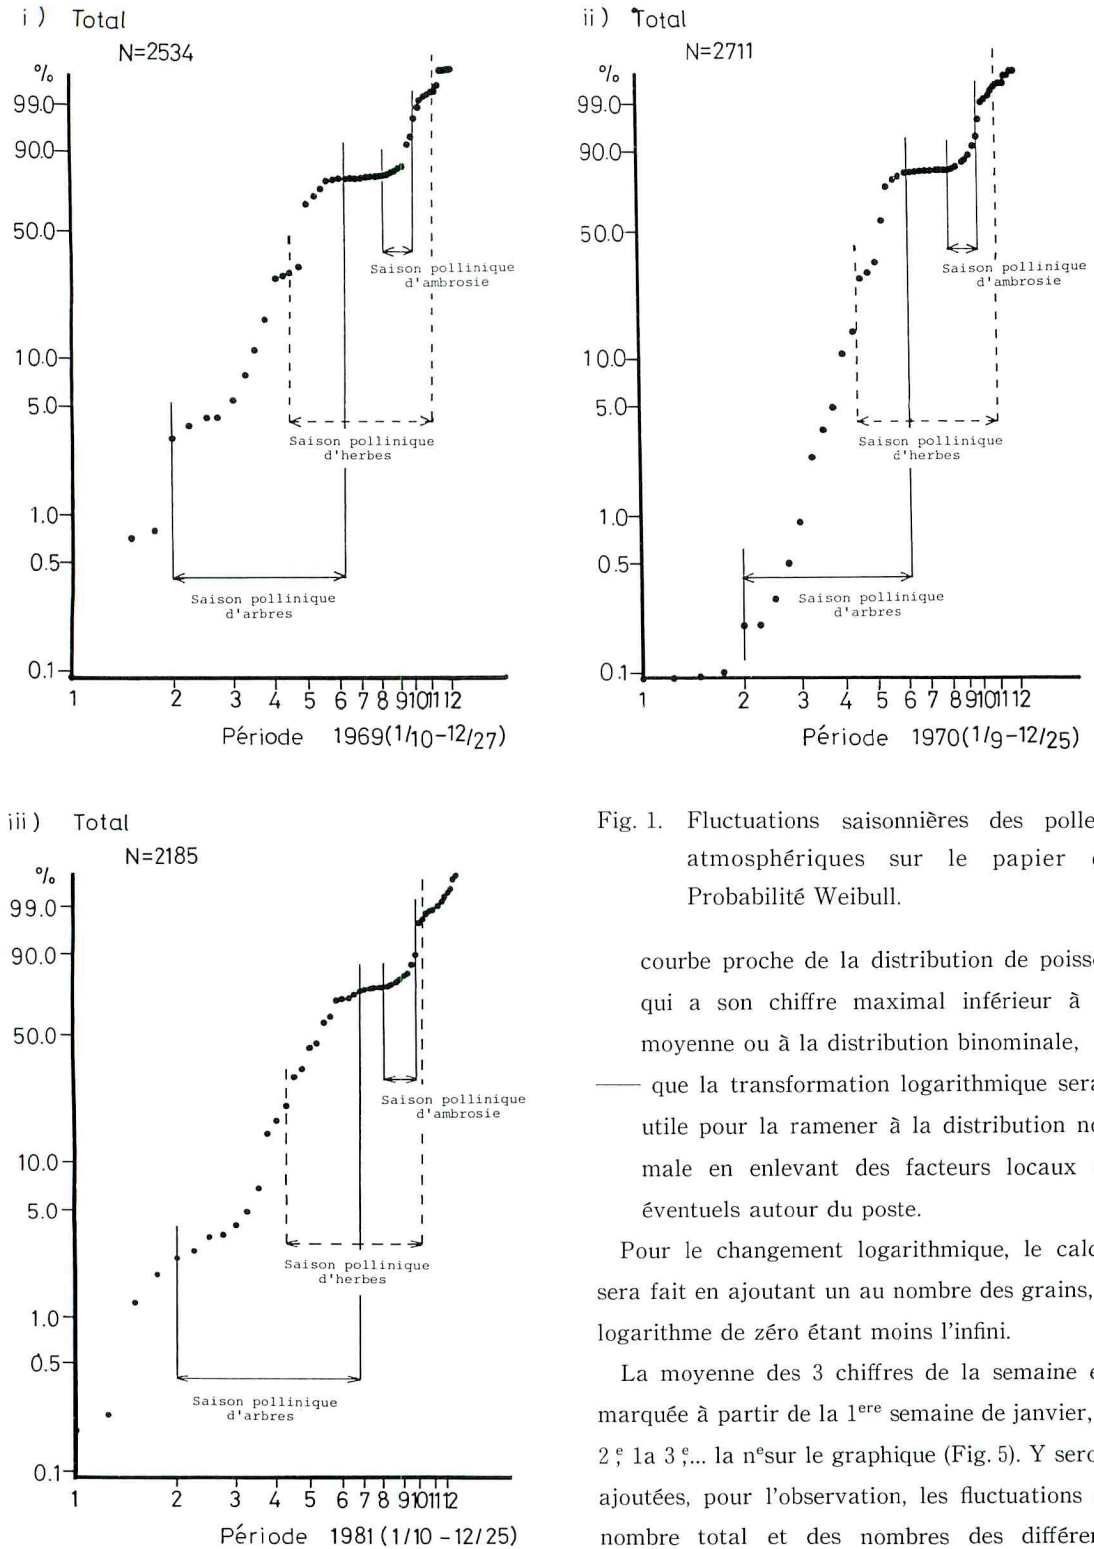 i) Total
N=2534
%
99.0
90.0
50.0
10.0
5.0
1.0
0.5
0.1
Saison pollinique
d'ambrosie
Saison pollinique
d'herbes
Saison pollinique
d'arbres
1 2 3 4 5 6 7 8 9 10 11 12
Période 1969(1/10-12/27)
ii) Total
N=2711
%
99.0
90.0
50.0
10.0
5.0
1.0
0.5
0.1
Saison pollinique
d'ambrosie
Saison pollinique
d'herbes
Saison pollinique
d'arbres
1 2 3 4 5 6 7 8 9 10 11 12
Période 1970(1/9-12/25)
iii) Total
N=2185
%
99.0
90.0
50.0
10.0
5.0
1.0
0.5
0.1
Saison pollinique
d'ambrosie
Saison pollinique
d'herbes
Saison pollinique
d'arbres
1 2 3 4 5 6 7 8 9 10 11 12
Période 1981(1/10-12/25)
Fig. 1. Fluctuations saisonnières des polle
atmosphériques sur le papier
Probabilité Weibull.
courbe proche de la distribution de poiss
qui a son chiffre maximal inférieur à
moyenne ou à la distribution binominale,
— que la transformation logarithmique sera
utile pour la ramener à la distribution no
male en enlevant des facteurs locaux
éventuels autour du poste.
Pour le changement logarithmique, le calc
sera fait en ajoutant un au nombre des grains,
logarithme de zéro étant moins l'infini.
La moyenne des 3 chiffres de la semaine e
marquée à partir de la 1ere semaine de janvier,
2e, la 3e,... la ne sur le graphique (Fig. 5). Y sero
ajoutées, pour l'observation, les fluctuations
nombre total et des nombres des différen